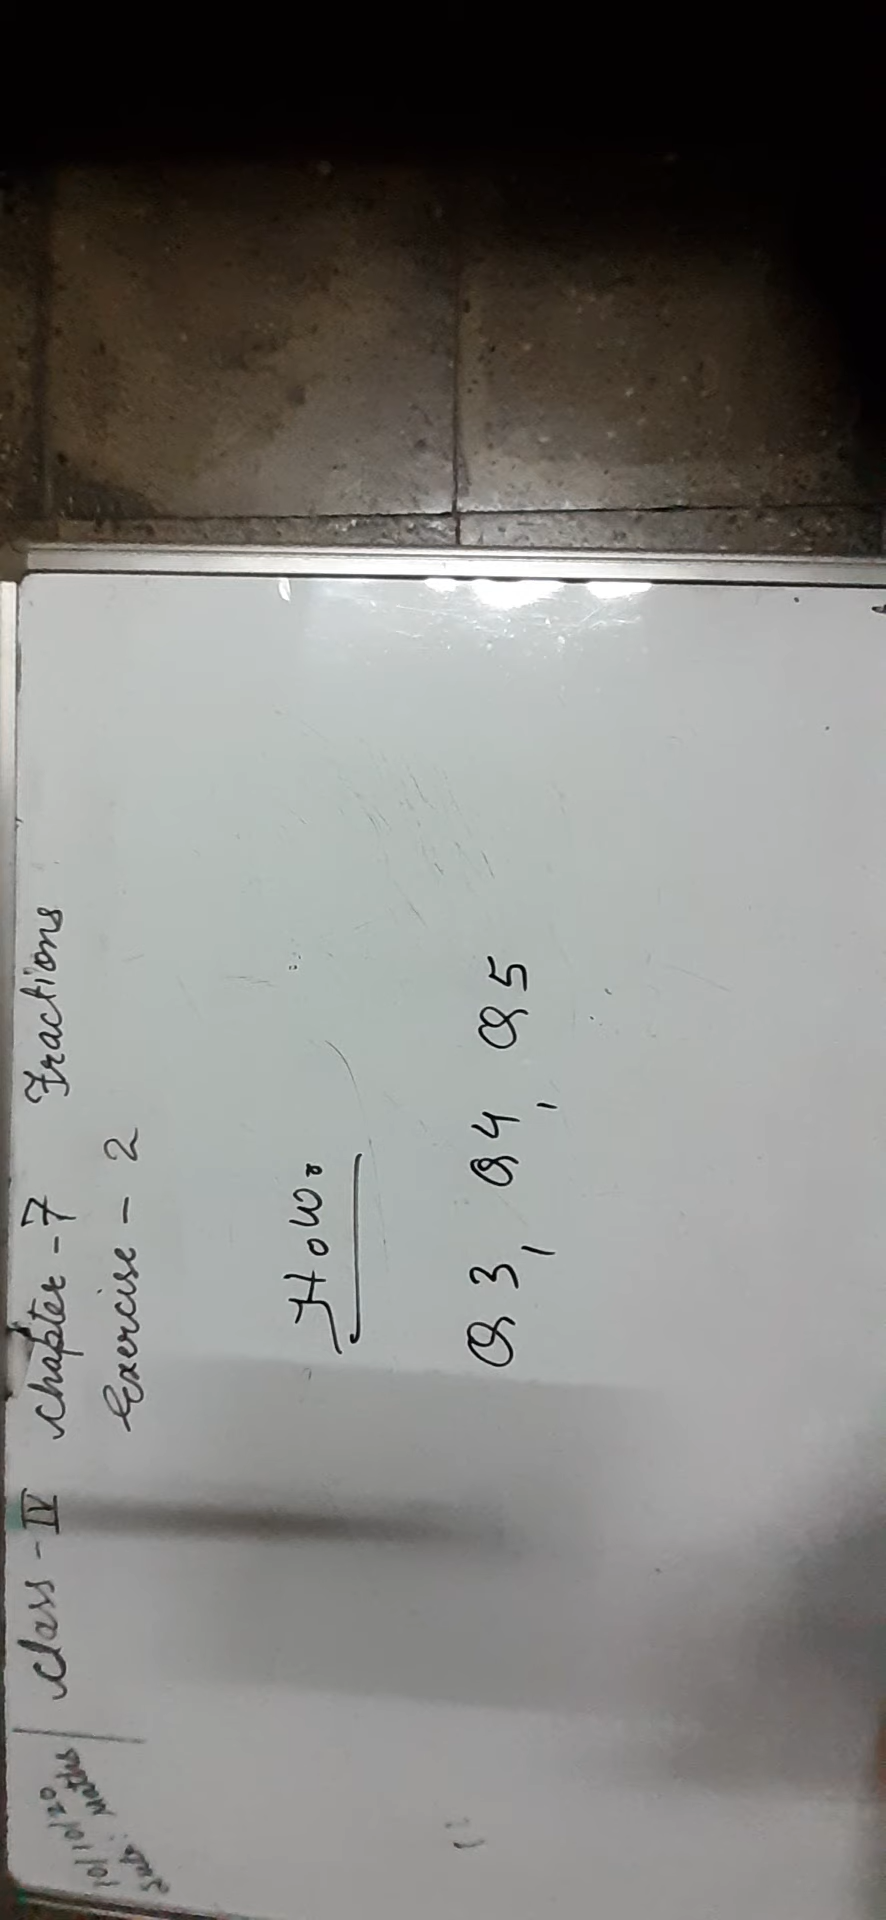 10/10/20 Class - IV Chapter - 7 Fractions
Sub: Maths Exercise - 2
H.W.
Q3, Q4, Q5